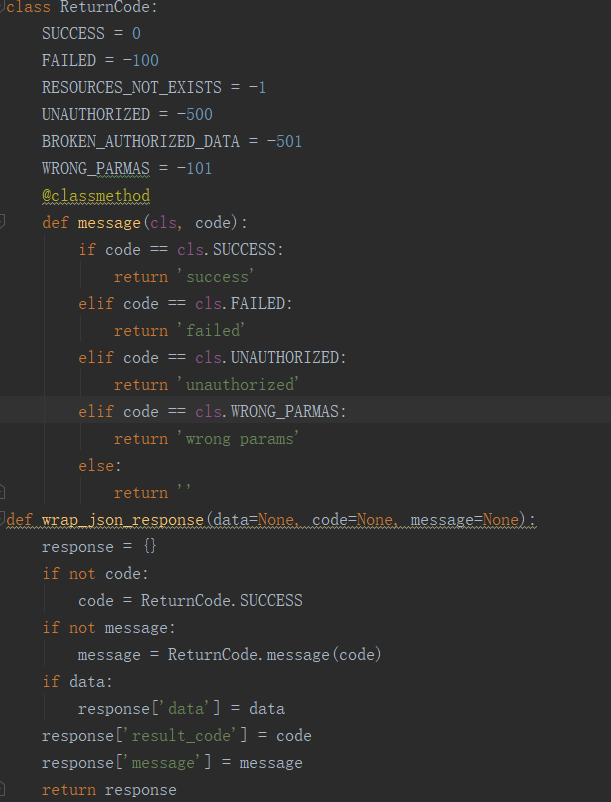 class ReturnCode:
    SUCCESS = 0
    FAILED = -100
    RESOURCES_NOT_EXISTS = -1
    UNAUTHORIZED = -500
    BROKEN_AUTHORIZED_DATA = -501
    WRONG_PARMAS = -101
    @classmethod
    def message(cls, code):
        if code == cls.SUCCESS:
            return 'success'
        elif code == cls.FAILED:
            return 'failed'
        elif code == cls.UNAUTHORIZED:
            return 'unauthorized'
        elif code == cls.WRONG_PARMAS:
            return 'wrong params'
        else:
            return ''
def wrap_json_response(data=None, code=None, message=None):
    response = {}
    if not code:
        code = ReturnCode.SUCCESS
    if not message:
        message = ReturnCode.message(code)
    if data:
        response['data'] = data
    response['result_code'] = code
    response['message'] = message
    return response